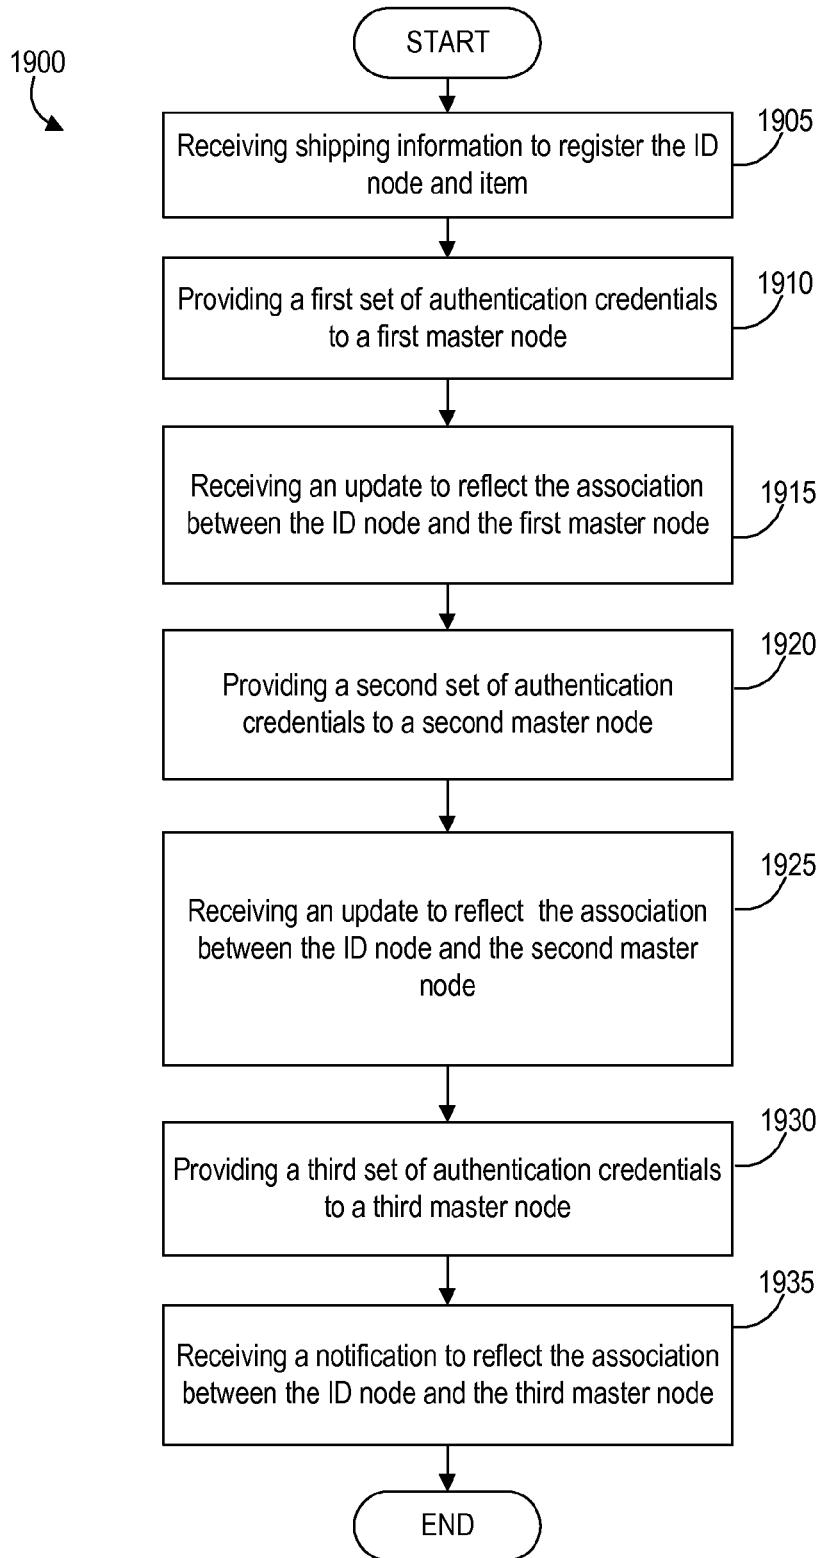 START
1900
1905
Receiving shipping information to register the ID
node and item
1910
Providing a first set of authentication credentials
to a first master node
Receiving an update to reflect the association
between the ID node and the first master node
1915
1920
Providing a second set of authentication
credentials to a second master node
1925
Receiving an update to reflect the association
between the ID node and the second master
node
1930
Providing a third set of authentication credentials
to a third master node
1935
Receiving a notification to reflect the association
between the ID node and the third master node
END